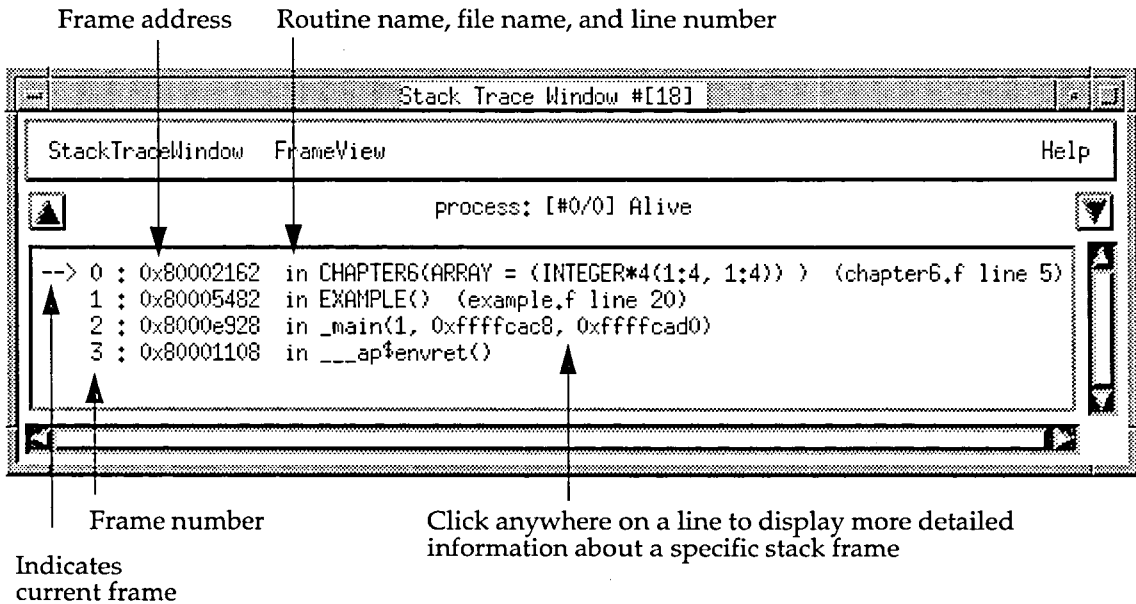 Frame address Routine name, file name, and line number
Stack Trace Window #[18]
StackTraceWindow FrameView Help
process: [#0/0] Alive
--> 0 : 0x80002162 in CHAPTER6(ARRAY = (INTEGER*4(1:4, 1:4)) ) (chapter6.f line 5)
1 : 0x80005482 in EXAMPLE() (example.f line 20)
2 : 0x8000e928 in _main(1, 0xffffcac8, 0xffffcad0)
3 : 0x80001108 in ___ap$envret()
Frame number
Click anywhere on a line to display more detailed
information about a specific stack frame
Indicates
current frame